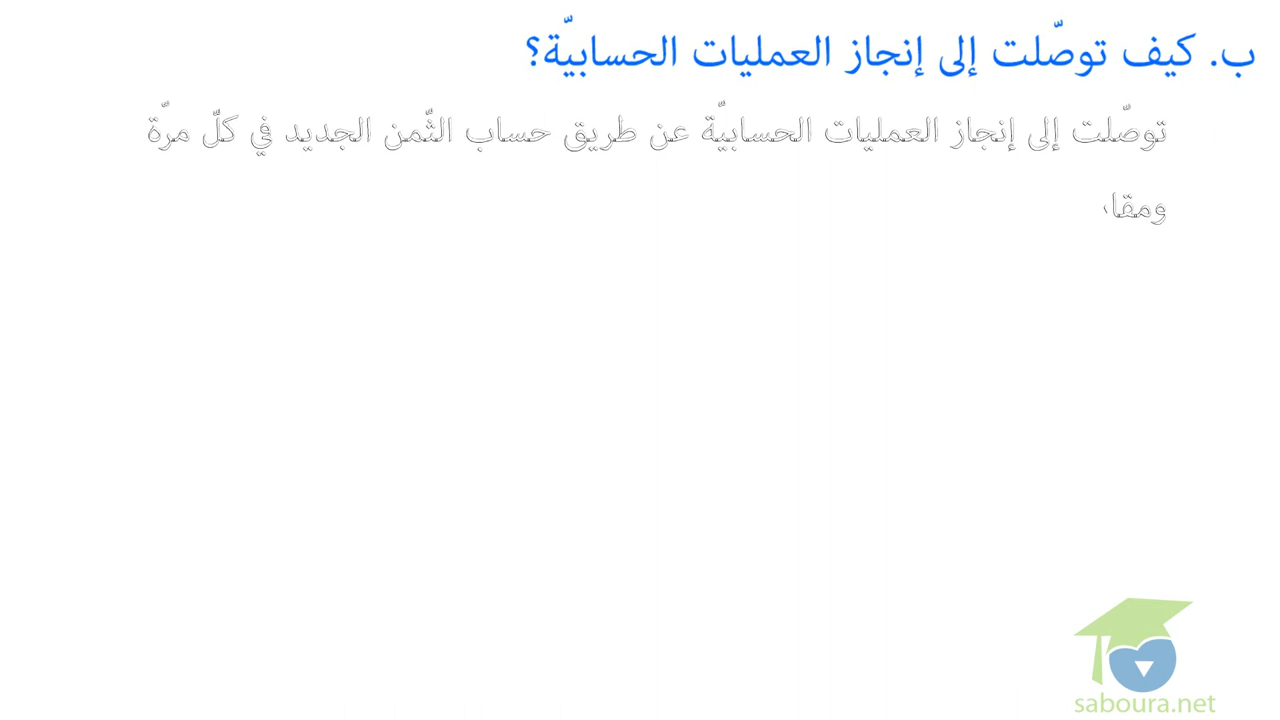 ب. كيف توصّلت إلى إنجاز العمليات الحسابيّة؟
توصّلت إلى إنجاز العمليات الحسابيّة عن طريق حساب الثّمن الجديد في كلّ مرّة
ومقا
saboura.net